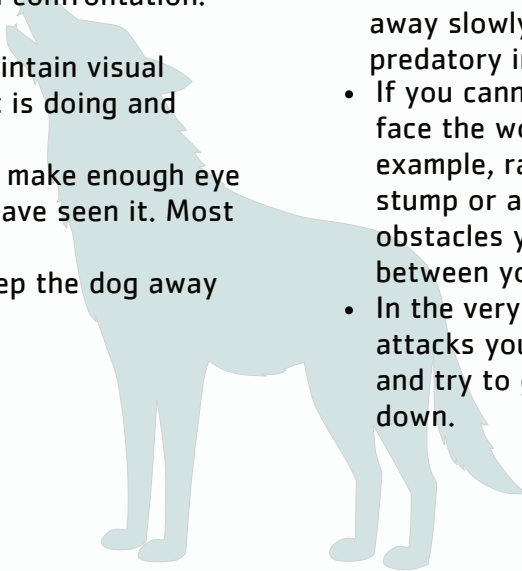 confrontation.
intain visual
is doing and
make enough eye
ave seen it. Most
ep the dog away
away slowly
predatory in
• If you cann
face the wo
example, ra
stump or a
obstacles y
between yo
• In the very
attacks you
and try to
down.